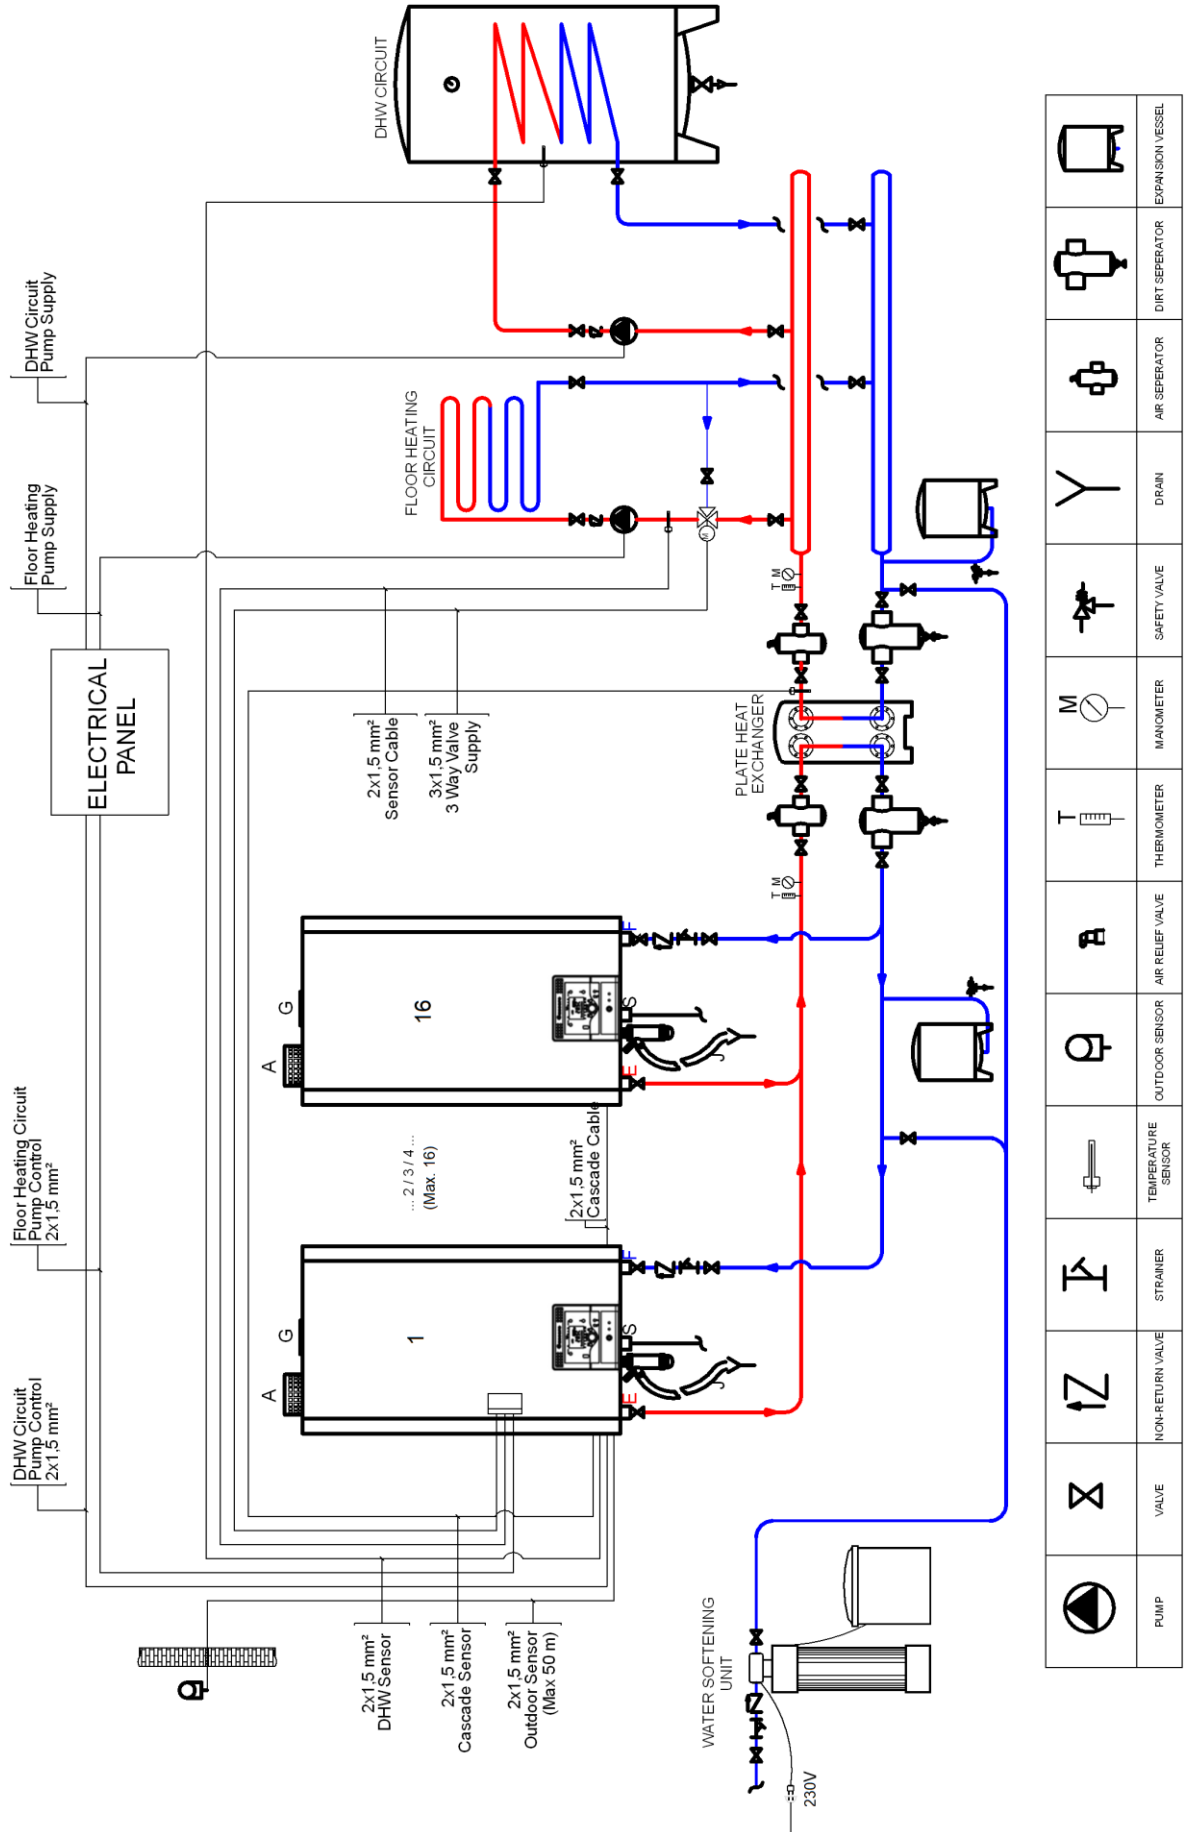 DHW Circuit
Pump Control
2x1,5 mm²
Floor Heating Circuit
Pump Control
2x1,5 mm²
Floor Heating
Pump Supply
DHW Circuit
Pump Supply
ELECTRICAL
PANEL
2x1,5 mm²
DHW Sensor
2x1,5 mm²
Cascade Sensor
2x1,5 mm²
Outdoor Sensor
(Max 50 m)
A
G
1
E
S
F
J
... 2 / 3 / 4 ...
(Max. 16)
2x1,5 mm²
Cascade Cable
A
G
16
E
S
F
J
2x1,5 mm²
Sensor Cable
3x1,5 mm²
3 Way Valve
Supply
FLOOR HEATING
CIRCUIT
M
DHW CIRCUIT
T M
PLATE HEAT
EXCHANGER
T M
WATER SOFTENING
UNIT
230V
T
M
PUMP
VALVE
NON-RETURN VALVE
STRAINER
TEMPERATURE
SENSOR
OUTDOOR SENSOR
AIR RELIEF VALVE
THERMOMETER
MANOMETER
SAFETY VALVE
DRAIN
AIR SEPERATOR
DIRT SEPERATOR
EXPANSION VESSEL